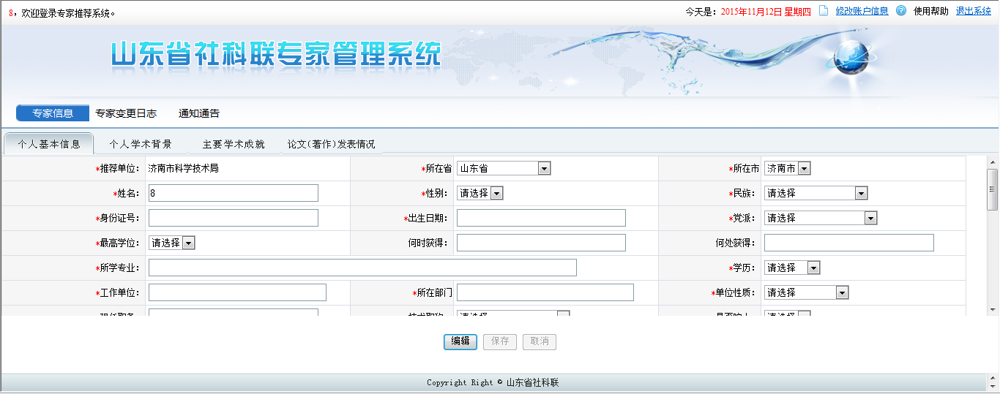 8，欢迎登录专家推荐系统。 今天是：2015年11月12日 星期四 修改账户信息 使用帮助 退出系统
山东省社科联专家管理系统
专家信息 专家变更日志 通知通告
个人基本信息 个人学术背景 主要学术成就 论文(著作)发表情况
*推荐单位： 济南市科学技术局 *所在省 山东省 *所在市 济南市
*姓名： 8 *性别： 请选择 *民族： 请选择
*身份证号： *出生日期： *党派： 请选择
*最高学位： 请选择 何时获得： 何处获得：
*所学专业： *学历： 请选择
*工作单位： *所在部门 *单位性质： 请选择
编辑 保存 取消
Copyright Right © 山东省社科联